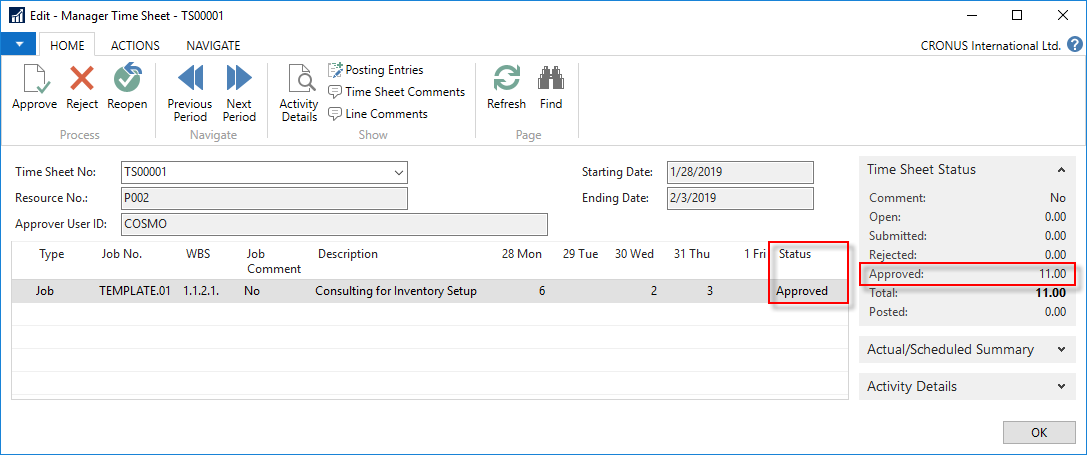 Edit - Manager Time Sheet - TS00001
HOME ACTIONS NAVIGATE CRONUS International Ltd. ?
Approve Reject Reopen
Process
Previous Period Next Period
Navigate
Activity Details
Posting Entries
Time Sheet Comments
Line Comments
Show
Refresh Find
Page
Time Sheet No: TS00001 Starting Date: 1/28/2019
Resource No.: P002 Ending Date: 2/3/2019
Approver User ID: COSMO
Type Job No. WBS Job Comment Description 28 Mon 29 Tue 30 Wed 31 Thu 1 Fri Status
Job TEMPLATE.01 1.1.2.1. No Consulting for Inventory Setup 6 2 3 Approved
Time Sheet Status
Comment: No
Open: 0.00
Submitted: 0.00
Rejected: 0.00
Approved: 11.00
Total: 11.00
Posted: 0.00
Actual/Scheduled Summary
Activity Details
OK